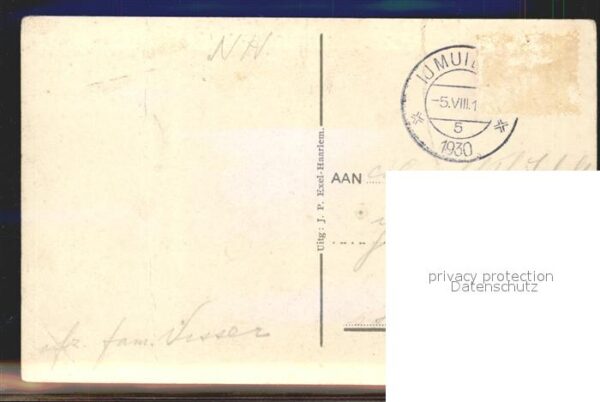 N.H.
IJMUI
-5.VIII.1
5
1930
Uitg: J. P. Exel-Haarlem.
AAN
privacy protection
Datenschutz
afz. fam. Visser